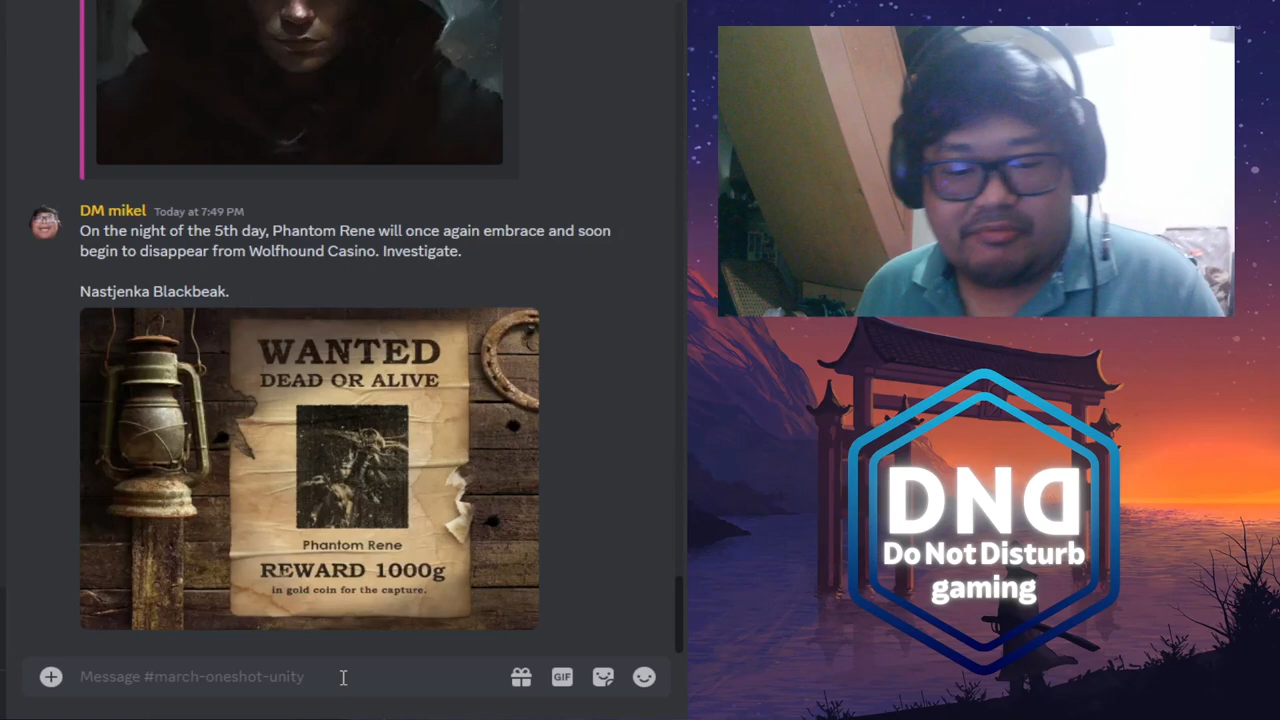 DM mikel Today at 7:49 PM
On the night of the 5th day, Phantom Rene will once again embrace and soon
begin to disappear from Wolfhound Casino. Investigate.
Nastjenka Blackbeak.
WANTED
DEAD OR ALIVE
Phantom Rene
REWARD 1000g
in gold coin for the capture.
Message #march-oneshot-unity
GIF
DND
Do Not Disturb
gaming